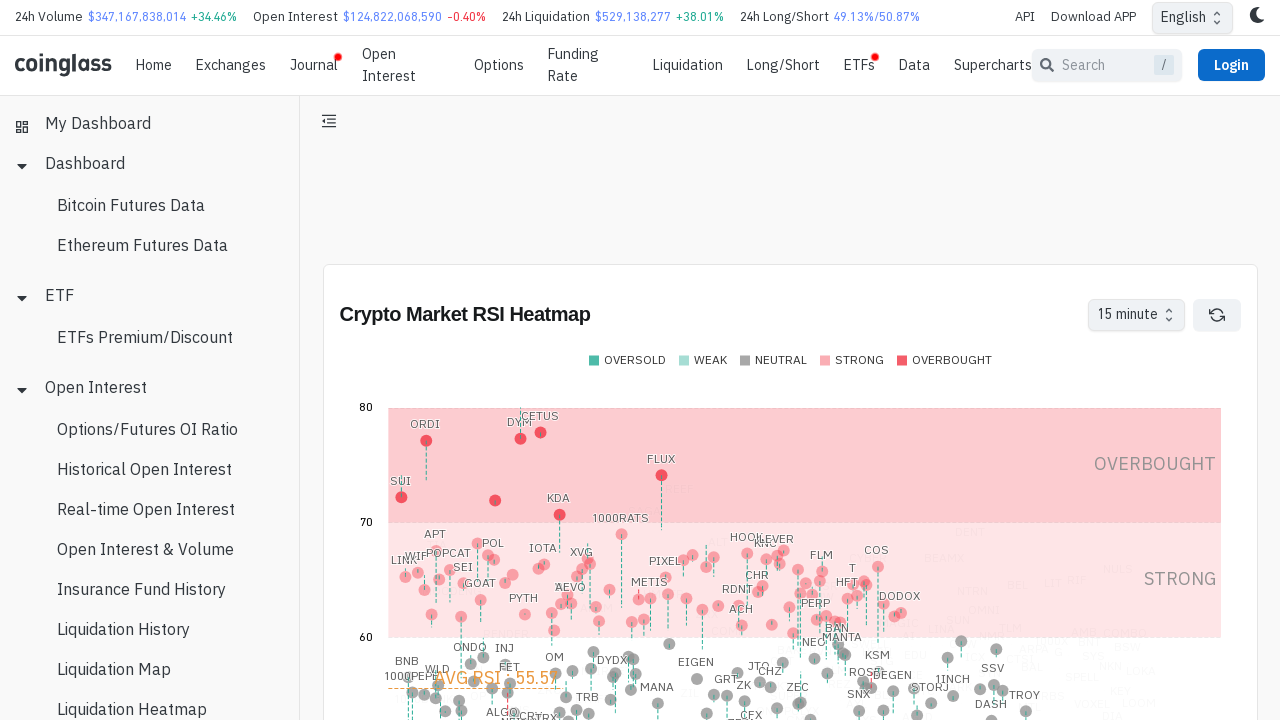 24h Volume $347,167,838,014 +34.46% Open Interest $124,822,068,590 -0.40% 24h Liquidation $529,138,277 +38.01% 24h Long/Short 49.13%/50.87% API Download APP English
coinglass Home Exchanges Journal Open Interest Options Funding Rate Liquidation Long/Short ETFs Data Supercharts Search / Login
My Dashboard
Dashboard
Bitcoin Futures Data
Ethereum Futures Data
ETF
ETFs Premium/Discount
Open Interest
Options/Futures OI Ratio
Historical Open Interest
Real-time Open Interest
Open Interest & Volume
Insurance Fund History
Liquidation History
Liquidation Map
Liquidation Heatmap
Crypto Market RSI Heatmap 15 minute
OVERSOLD WEAK NEUTRAL STRONG OVERBOUGHT
80
ORDI DYM CETUS
FLUX OVERBOUGHT
SUI
KDA
70 1000RATS
APT POL IOTA XVG HOOK KLEVER FLM COS
LINK WIF POPCAT SEI PIXEL T
GOAT AEVO METIS CHR HFT STRONG
PYTH RDNT ACH PERP DODOX
60 BAN
NEO MANTA
ONDO INJ OM DYDX EIGEN KSM
BNB WLD FET JTO CHZ ROSE SSV
1000PEPE AVG RSI : 55.57 GRT DEGEN 1INCH
TRB MANA ZK ZEC SNX STORJ TROY
ALGO CFX DASH